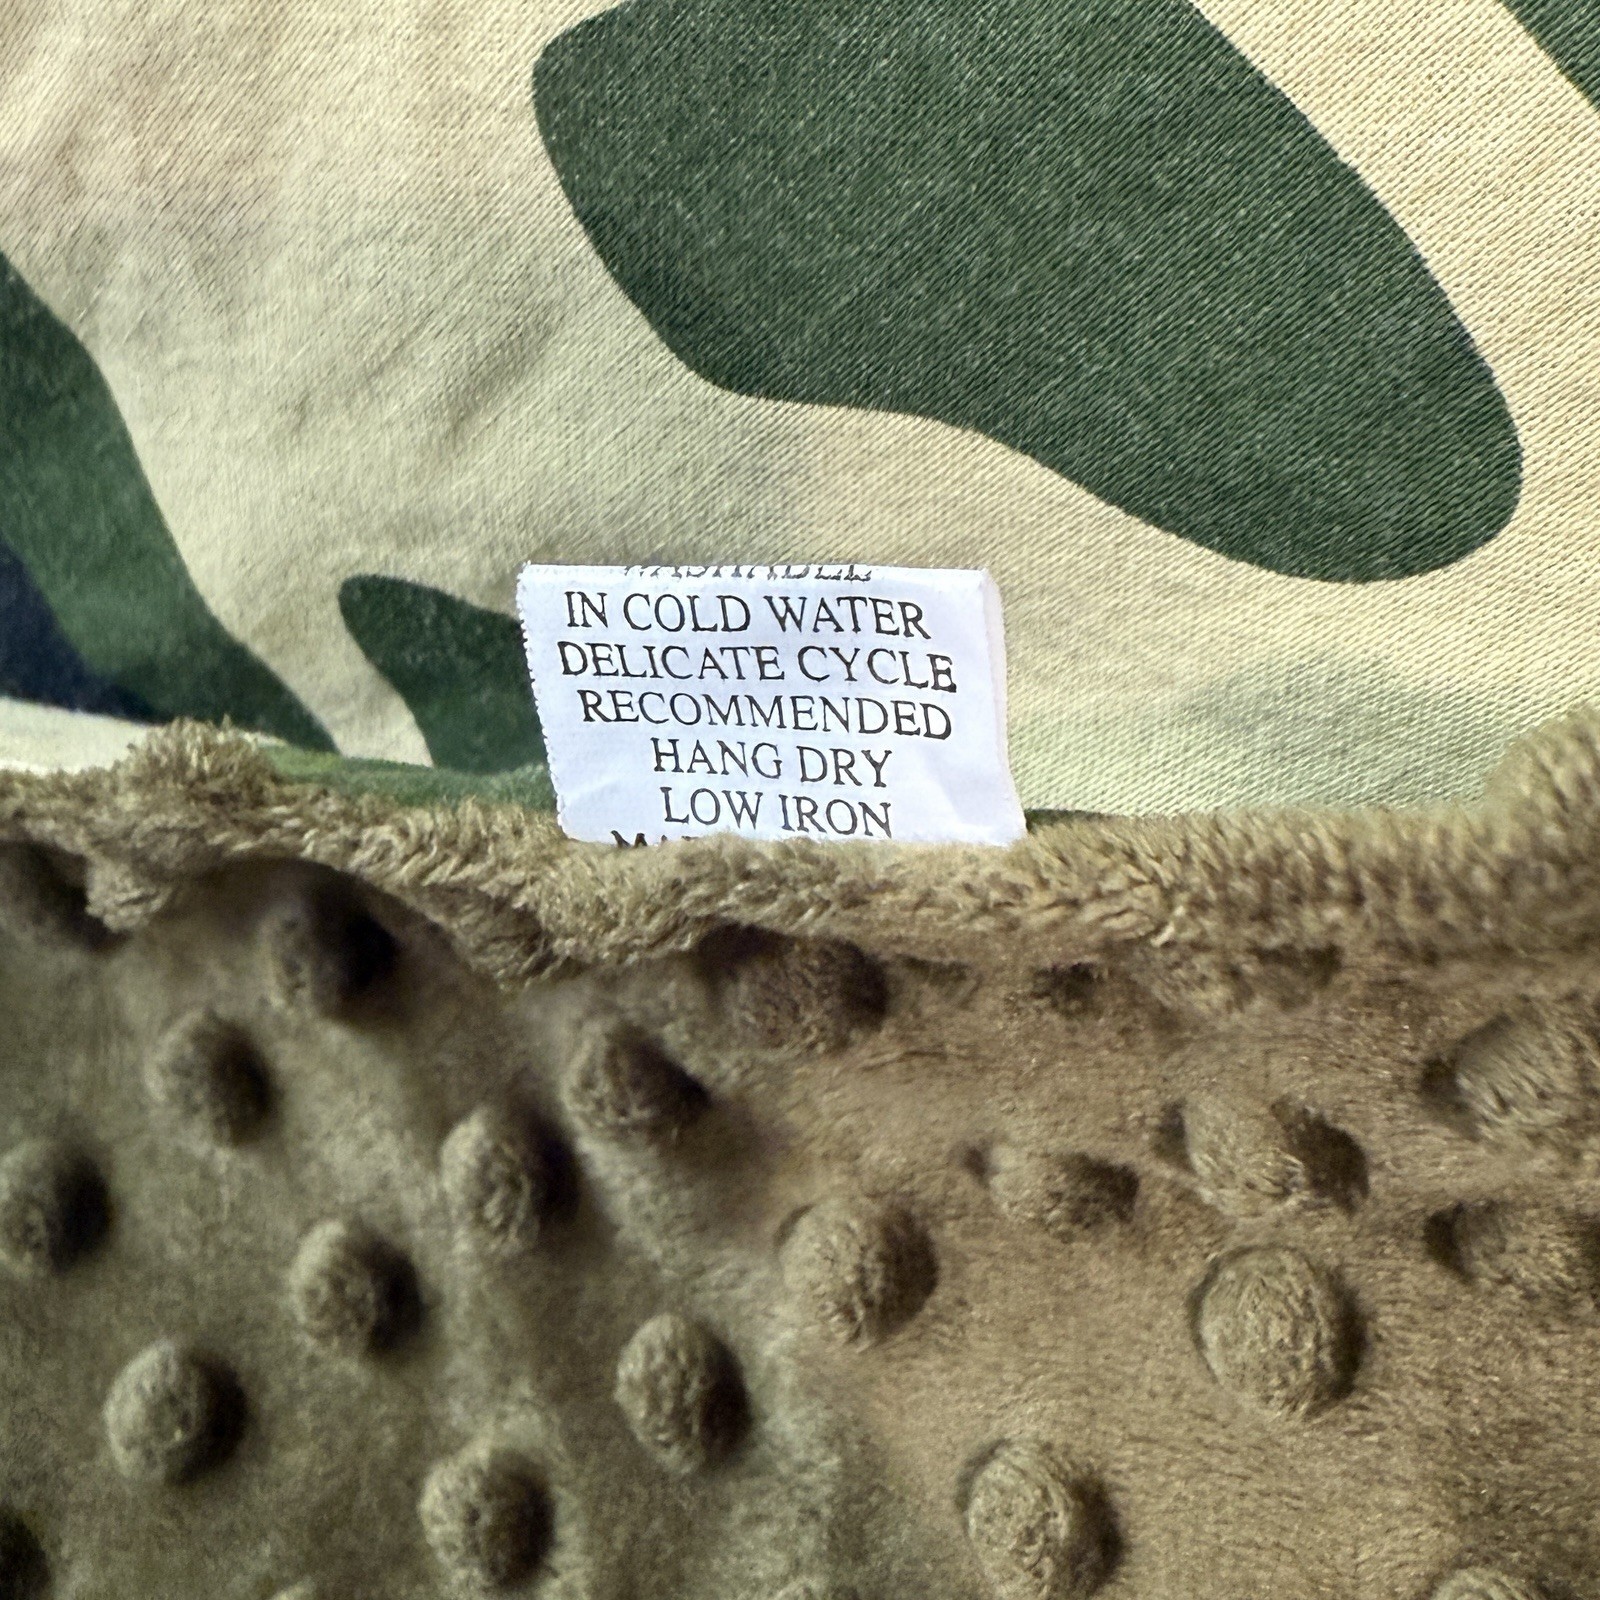 IN COLD WATER
DELICATE CYCLE
RECOMMENDED
HANG DRY
LOW IRON